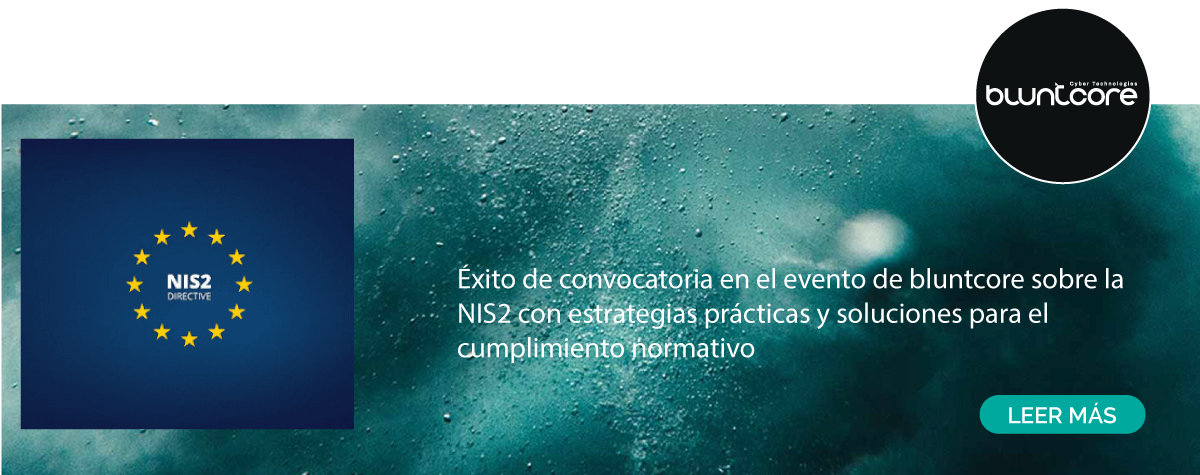 Cyber Technologies
bluntcore
NIS2
DIRECTIVE
Éxito de convocatoria en el evento de bluntcore sobre la
NIS2 con estrategias prácticas y soluciones para el
cumplimiento normativo
LEER MÁS